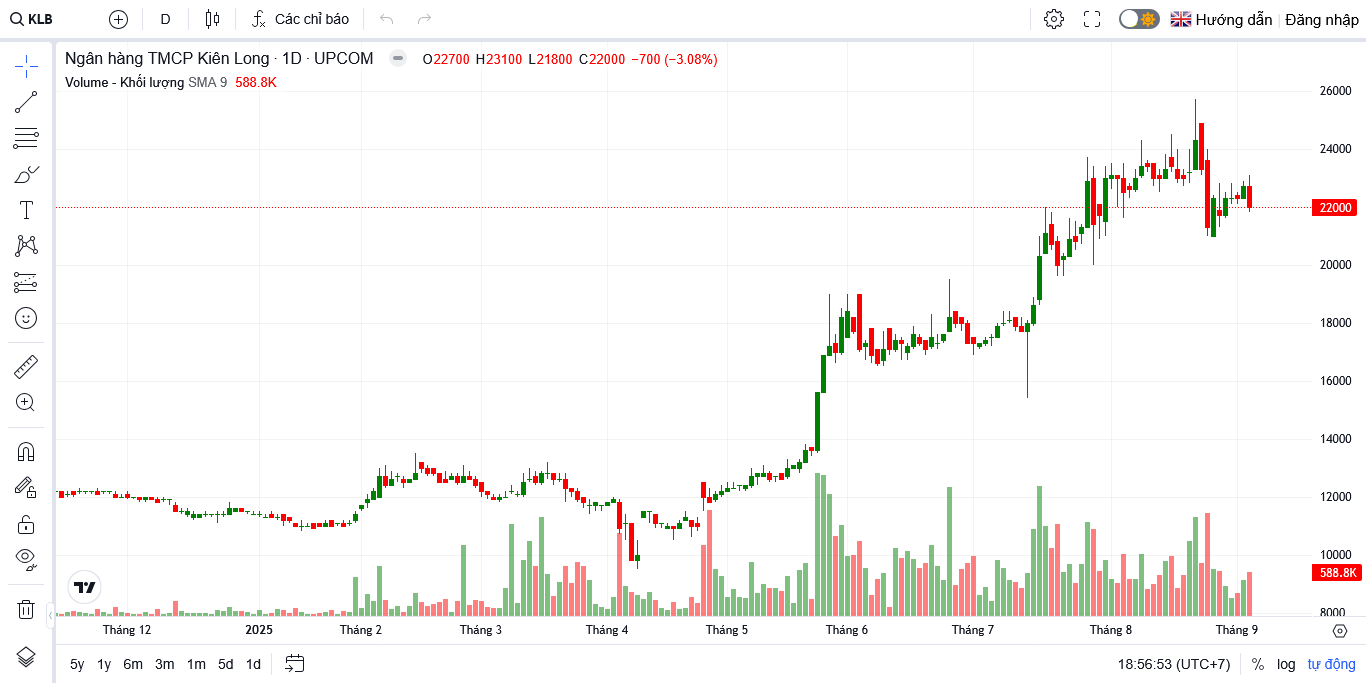 KLB D Các chỉ báo Hướng dẫn Đăng nhập
Ngân hàng TMCP Kiên Long · 1D · UPCOM O22700 H23100 L21800 C22000 −700 (−3.08%)
Volume - Khối lượng SMA 9 588.8K
26000
24000
22000
20000
18000
16000
14000
12000
10000
588.8K
8000
Tháng 12 2025 Tháng 2 Tháng 3 Tháng 4 Tháng 5 Tháng 6 Tháng 7 Tháng 8 Tháng 9
5y 1y 6m 3m 1m 5d 1d 18:56:53 (UTC+7) % log tự động